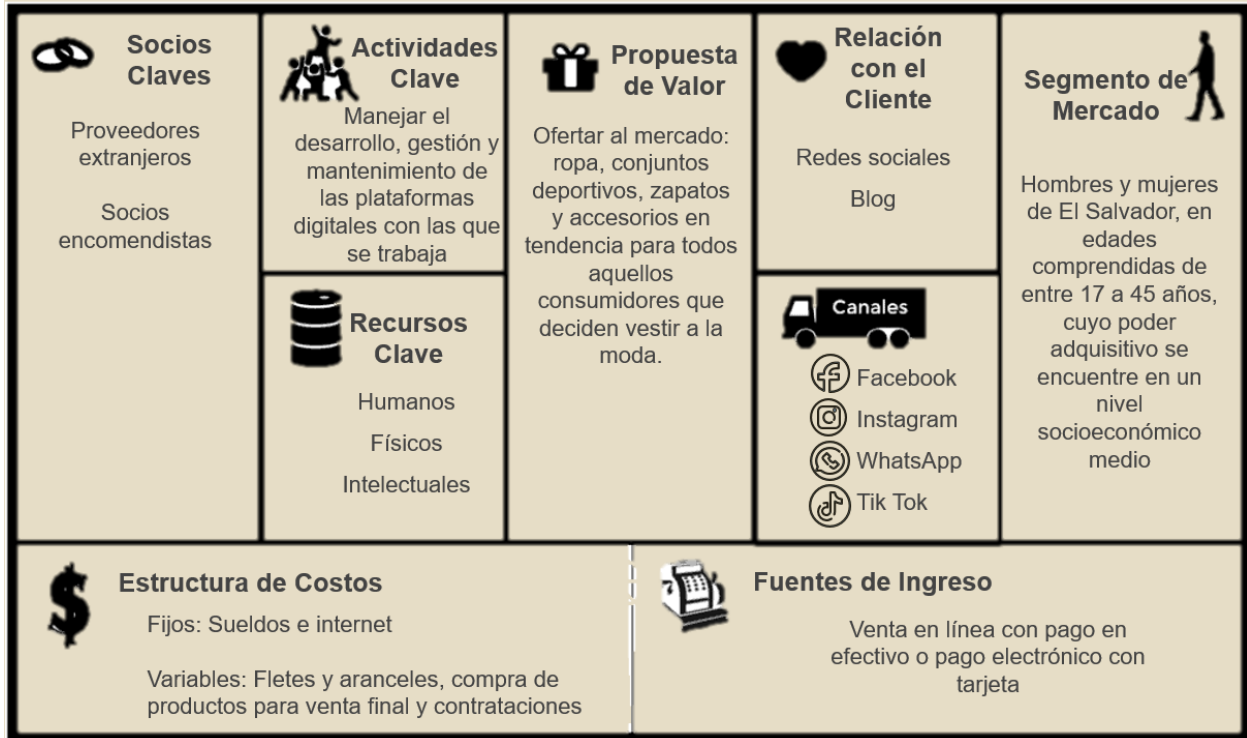 Socios
Claves
Proveedores
extranjeros
Socios
encomendistas
Actividades
Clave
Manejar el
desarrollo, gestión y
mantenimiento de
las plataformas
digitales con las que
se trabaja
Recursos
Clave
Humanos
Físicos
Intelectuales
Propuesta
de Valor
Ofertar al mercado:
ropa, conjuntos
deportivos, zapatos
y accesorios en
tendencia para todos
aquellos
consumidores que
deciden vestir a la
moda.
Relación
con el
Cliente
Redes sociales
Blog
Canales
Facebook
Instagram
WhatsApp
Tik Tok
Segmento de
Mercado
Hombres y mujeres
de El Salvador, en
edades
comprendidas de
entre 17 a 45 años,
cuyo poder
adquisitivo se
encuentre en un
nivel
socioeconómico
medio
Estructura de Costos
Fijos: Sueldos e internet
Variables: Fletes y aranceles, compra de
productos para venta final y contrataciones
Fuentes de Ingreso
Venta en línea con pago en
efectivo o pago electrónico con
tarjeta